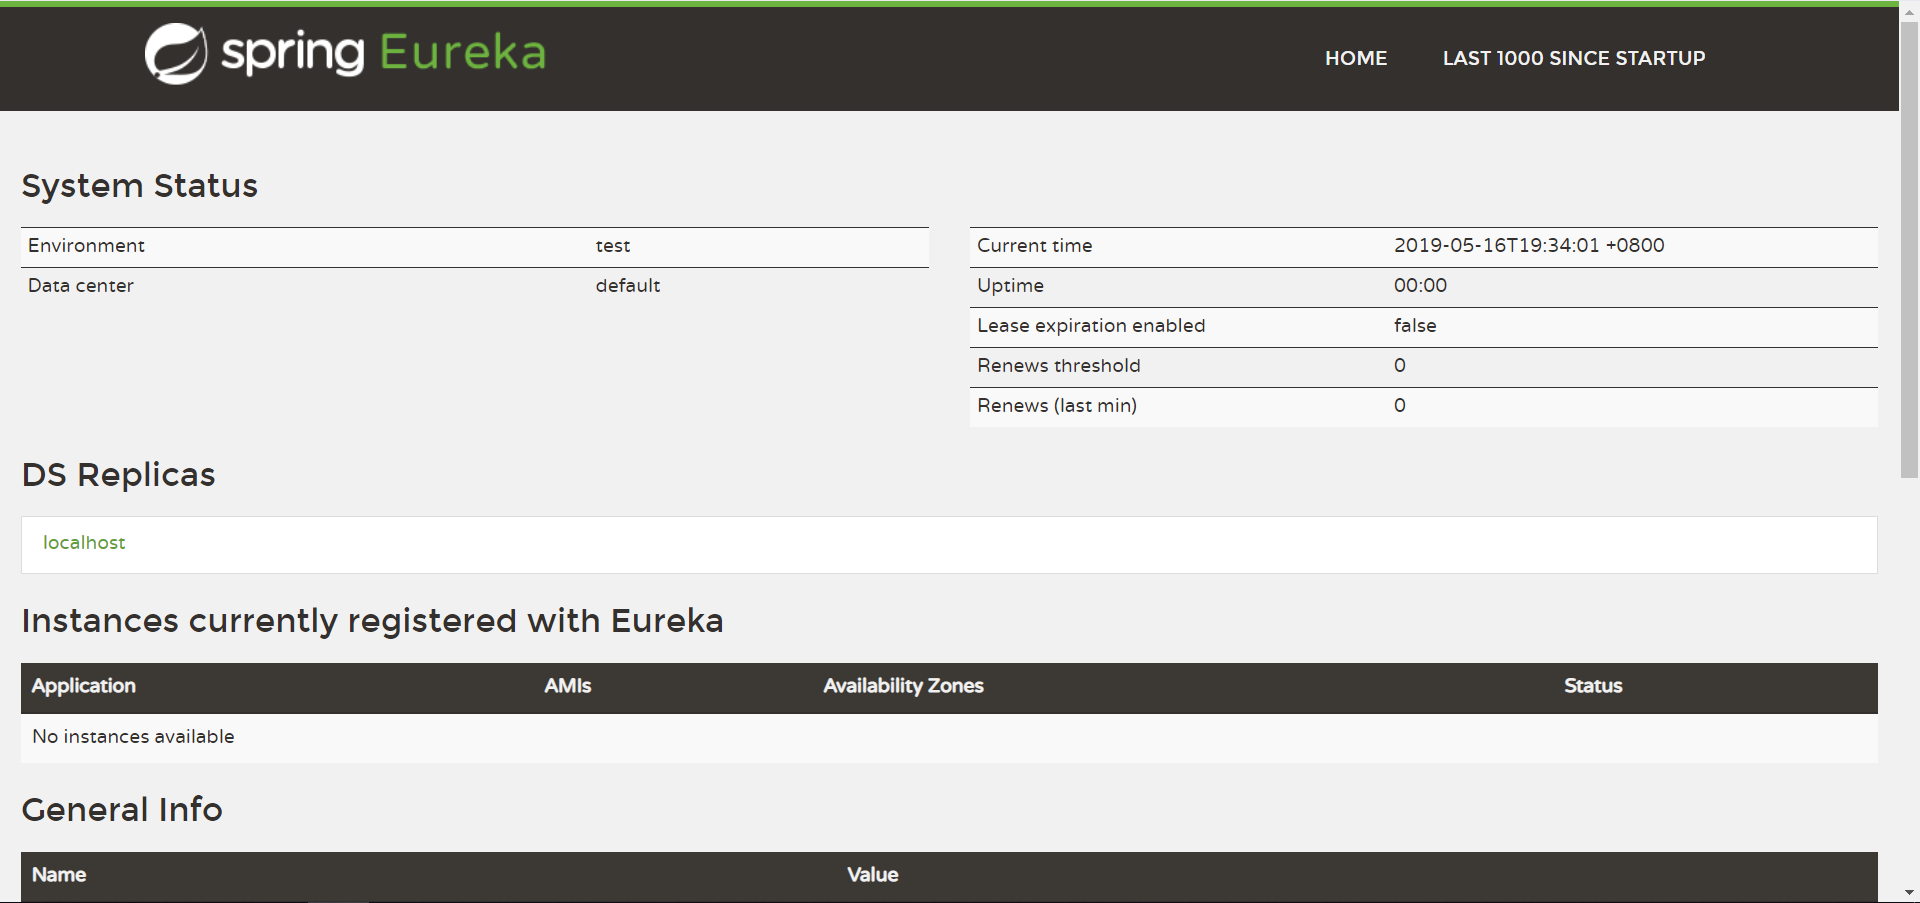 spring Eureka
HOME LAST 1000 SINCE STARTUP
System Status
Environment test
Data center default
Current time 2019-05-16T19:34:01 +0800
Uptime 00:00
Lease expiration enabled false
Renews threshold 0
Renews (last min) 0
DS Replicas
localhost
Instances currently registered with Eureka
Application AMIs Availability Zones Status
No instances available
General Info
Name Value